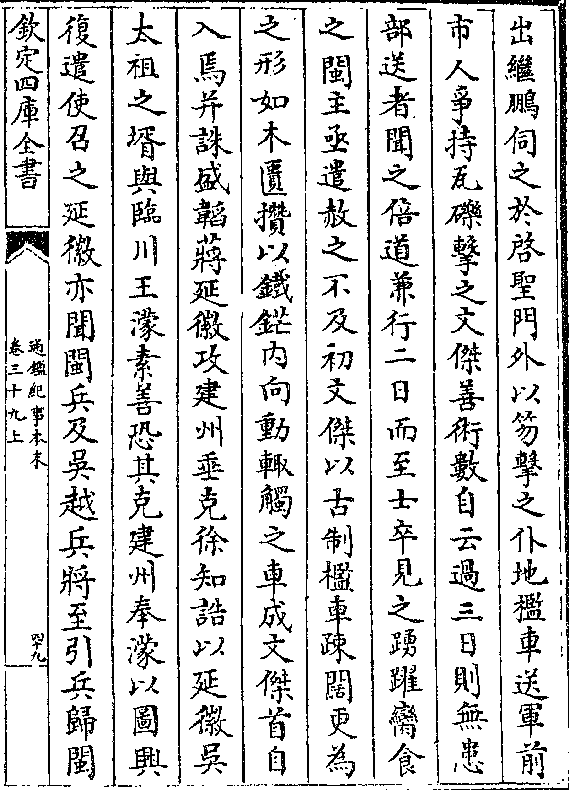 出繼鵬伺之於啓聖門外以笏擊之仆地檻車送軍前
市人爭持瓦礫擊之文傑善術數自云過三日則無患
部送者聞之倍道兼行二日而至士卒見之踴躍臠食
之閩主亟遣赦之不及初文傑以古制檻車疎闊更為
之形如木匱攢以鐵鋩内向動輒觸之車成文傑首自
入焉并誅盛韜蔣延徽攻建州垂克徐知誥以延徽吳
太祖之壻與臨川王濛素善恐其克建州奉濛以圖興
復遣使召之延徽亦聞閩兵及吳越兵將至引兵歸閩
欽定四庫全書
通鑑紀事本末
卷三十九上
四十九